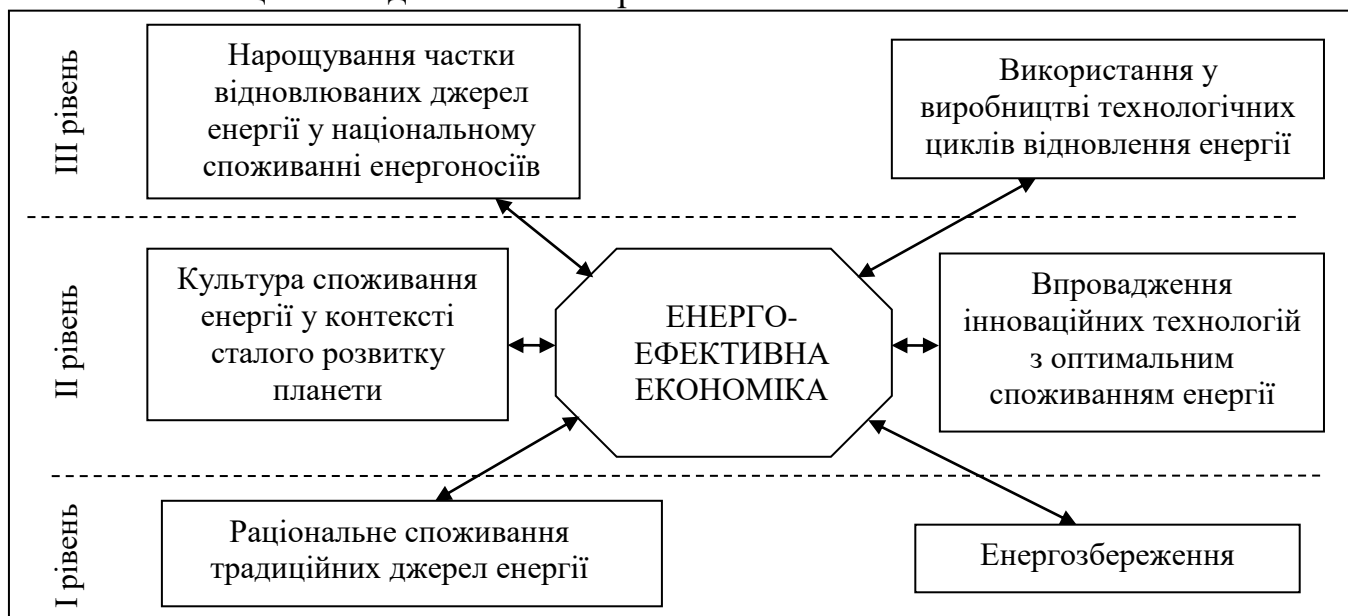 III рівень
Нарощування частки
відновлюваних джерел
енергії у національному
споживанні енергоносіїв
Використання у
виробництві технологічних
циклів відновлення енергії
II рівень
Культура споживання
енергії у контексті
сталого розвитку
планети
ЕНЕРГО-
ЕФЕКТИВНА
ЕКОНОМІКА
Впровадження
інноваційних технологій
з оптимальним
споживанням енергії
I рівень
Раціональне споживання
традиційних джерел енергії
Енергозбереження